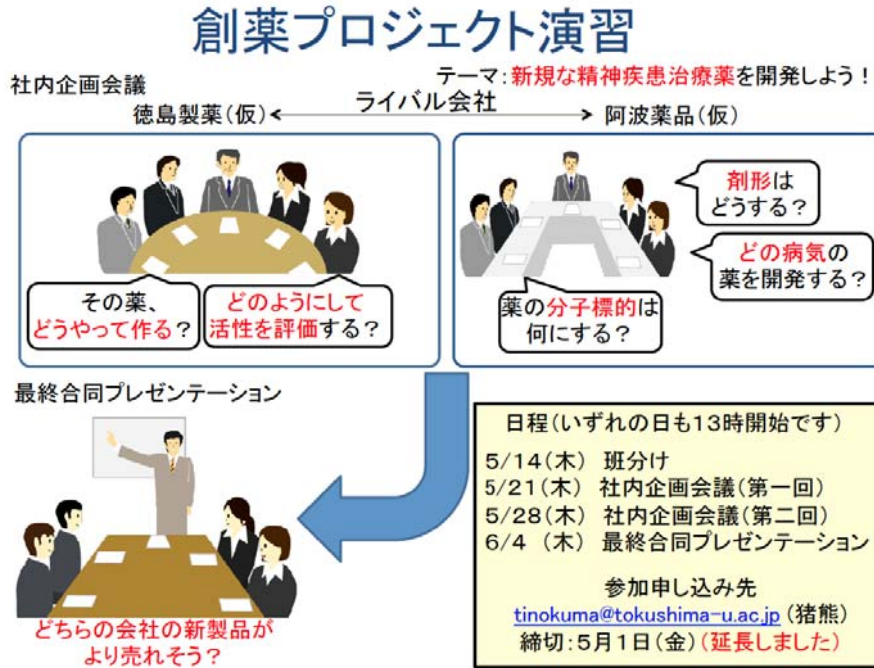 創薬プロジェクト演習
社内企画会議
テーマ:新規な精神疾患治療薬を開発しよう!
徳島製薬(仮)
ライバル会社
阿波薬品(仮)
その薬、
どうやって作る?
どのようにして
活性を評価する?
剤形は
どうする?
どの病気の
薬を開発する?
薬の分子標的は
何にする?
最終合同プレゼンテーション
どちらの会社の新製品が
より売れそう?
日程(いずれの日も13時開始です)
5/14(木) 班分け
5/21(木) 社内企画会議(第一回)
5/28(木) 社内企画会議(第二回)
6/4 (木) 最終合同プレゼンテーション
参加申し込み先
tinokuma@tokushima-u.ac.jp (猪熊)
締切:5月1日(金)(延長しました)